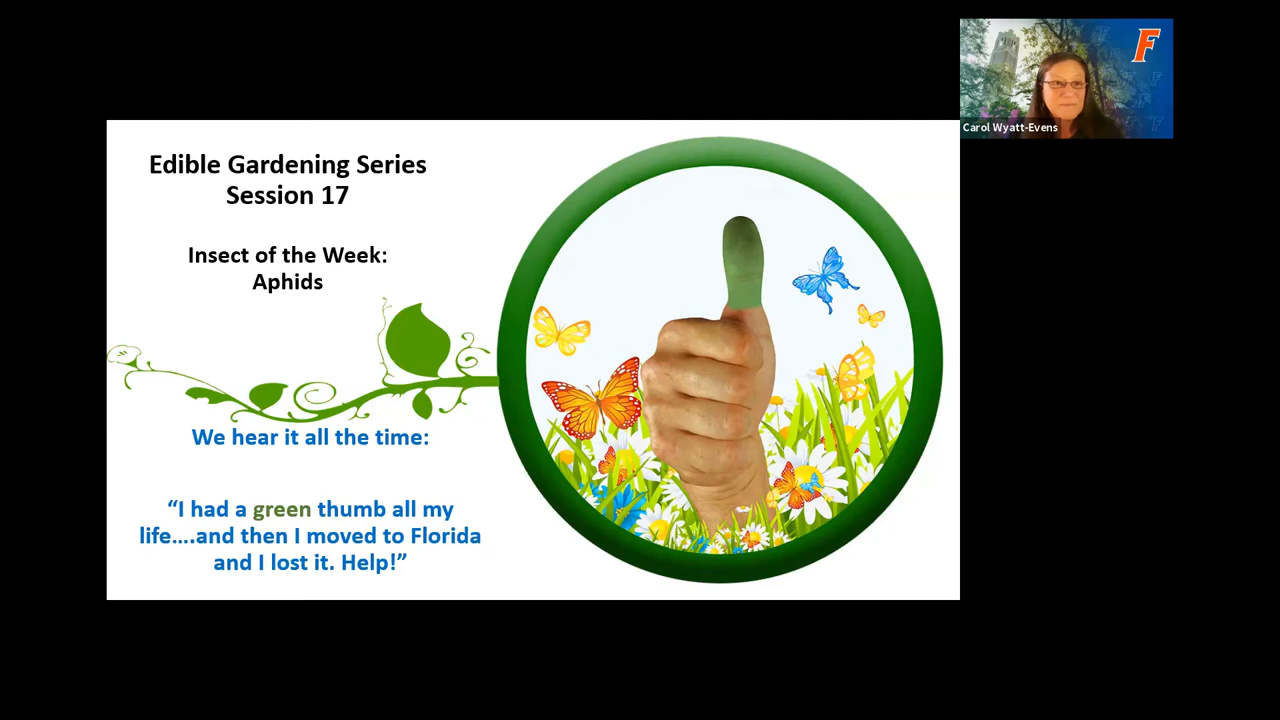 Edible Gardening Series
Session 17
Insect of the Week:
Aphids
We hear it all the time:
“I had a green thumb all my
life....and then I moved to Florida
and I lost it. Help!”
F
Carol Wyatt-Evens